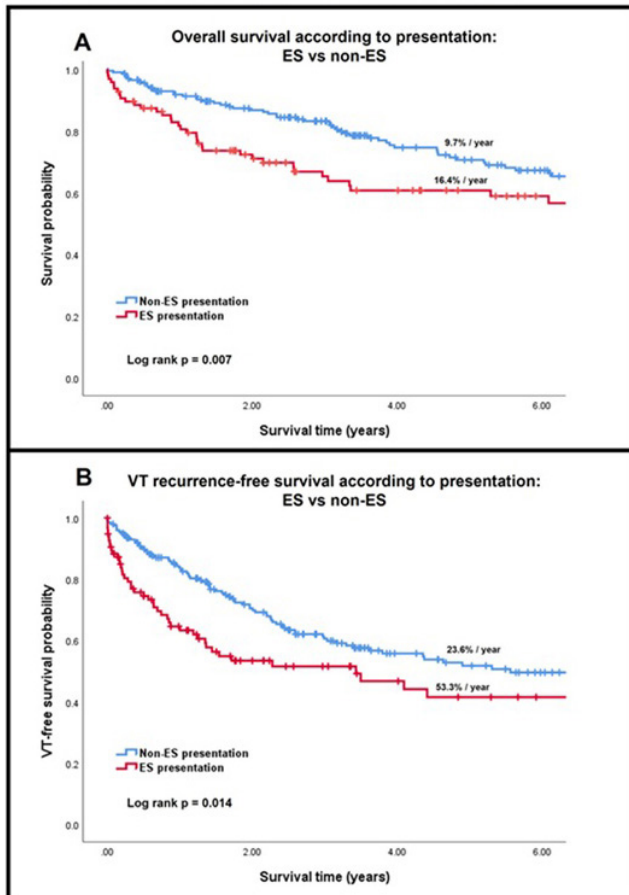 A
Overall survival according to presentation:
ES vs non-ES
1.0
0.8
0.6
0.4
0.2
0.0
Survival probability
9.7% / year
16.4% / year
Non-ES presentation
ES presentation
Log rank p = 0.007
.00 2.00 4.00 6.00
Survival time (years)
B
VT recurrence-free survival according to presentation:
ES vs non-ES
1.0
0.8
0.6
0.4
0.2
0.0
VT-free survival probability
23.6% / year
53.3% / year
Non-ES presentation
ES presentation
Log rank p = 0.014
.00 2.00 4.00 6.00
Survival time (years)